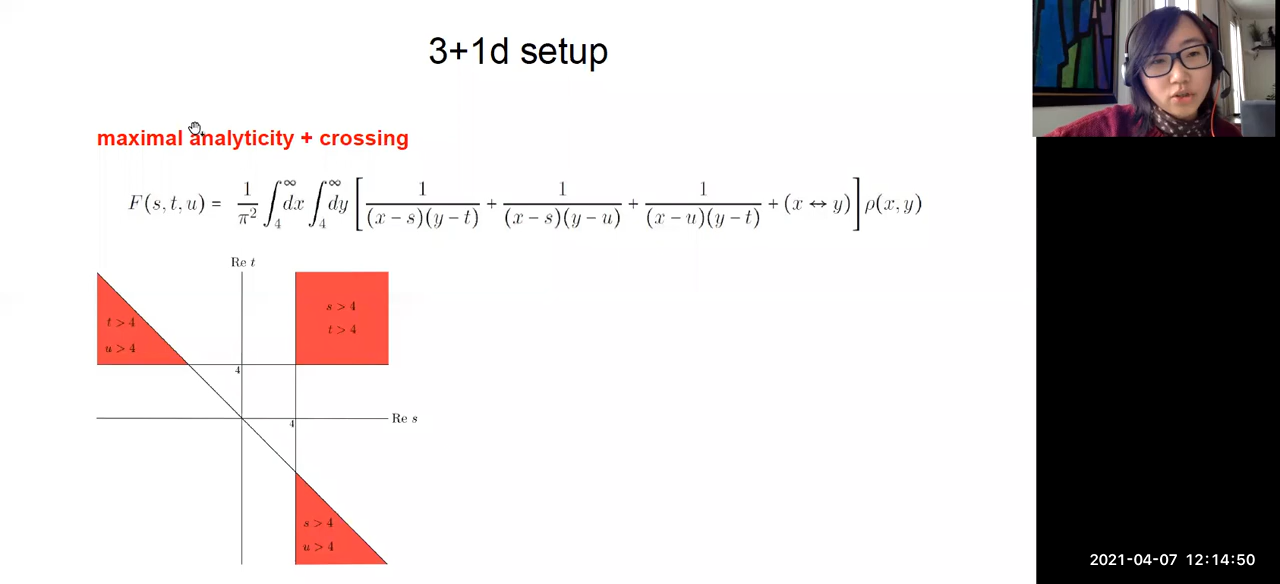 3+1d setup
maximal analyticity + crossing
F(s, t, u) = 1/π² ∫₄^∞ dx ∫₄^∞ dy [ 1/((x − s)(y − t)) + 1/((x − s)(y − u)) + 1/((x − u)(y − t)) + (x ↔ y) ] ρ(x, y)
Re t
s > 4
t > 4
t > 4
u > 4
4
Re s
4
s > 4
u > 4
2021-04-07 12:14:50